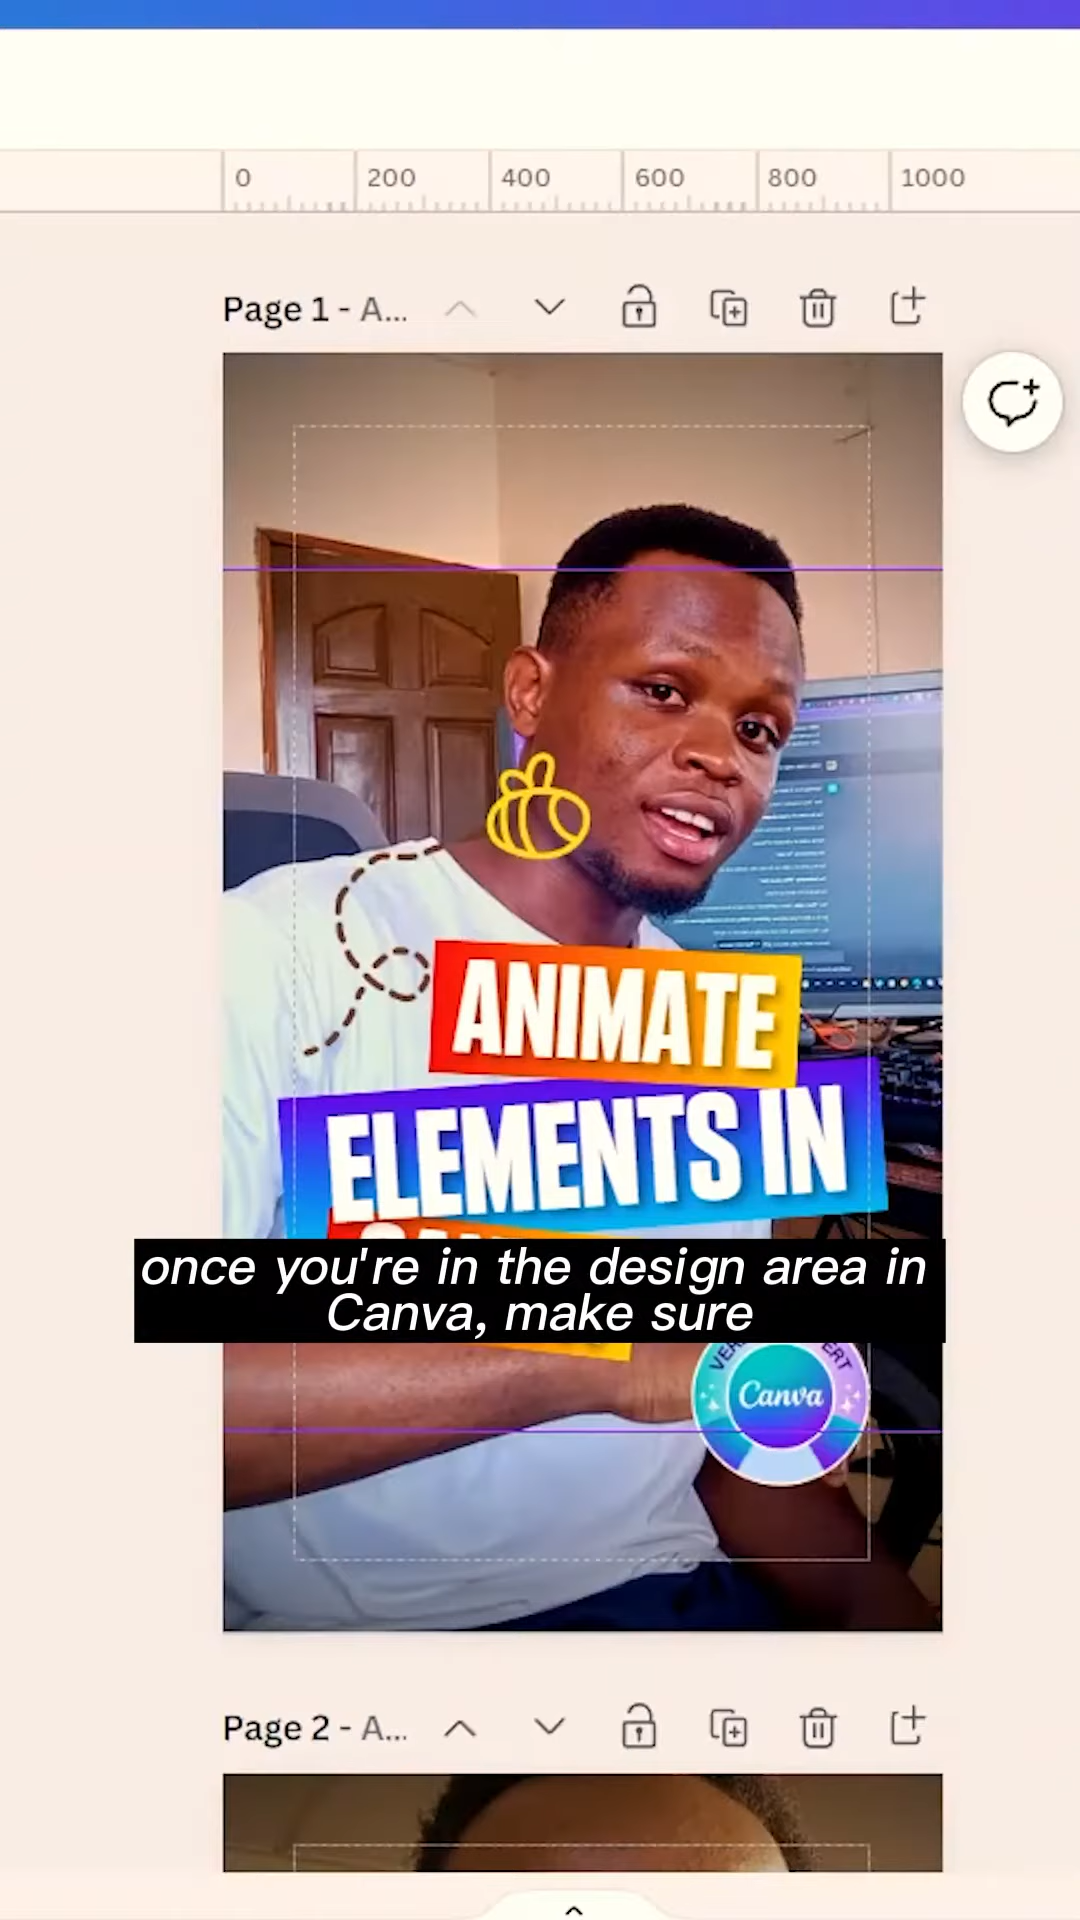 0 200 400 600 800 1000
Page 1 - A...
ANIMATE
ELEMENTS IN
once you're in the design area in
Canva, make sure
Canva
Page 2 - A...